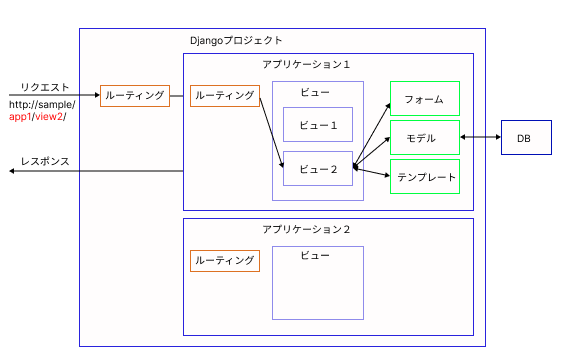 Djangoプロジェクト
アプリケーション１
リクエスト
http://sample/
app1/view2/
ルーティング
ルーティング
ビュー
ビュー１
ビュー２
フォーム
モデル
テンプレート
DB
レスポンス
アプリケーション２
ルーティング
ビュー